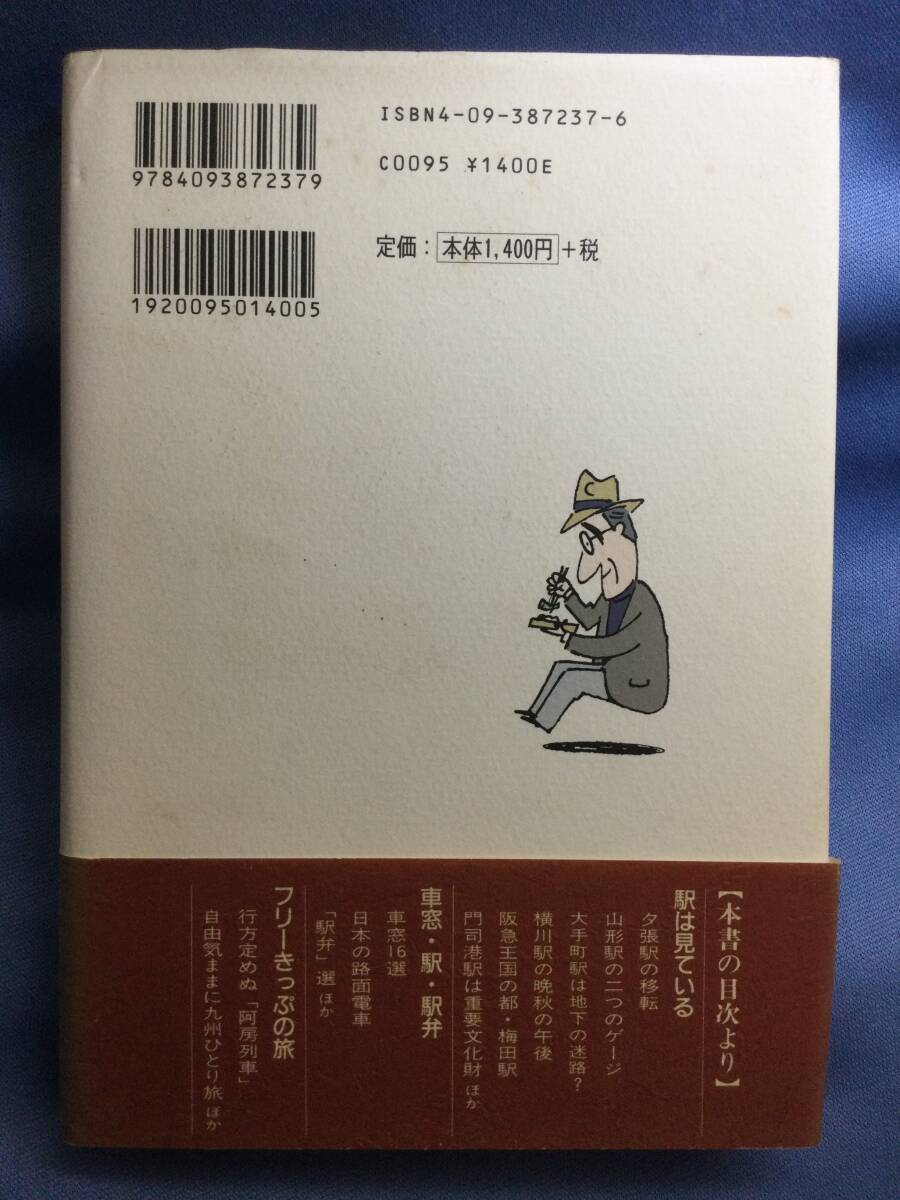 ISBN4-09-387237-6
9784093872379
C0095 ¥1400E
定価：本体1,400円+税
1920095014005
【本書の目次より】
駅は見ている
夕張駅の移転
山形駅の二つのゲージ
大手町駅は地下の迷路？
横川駅の晩秋の午後
阪急王国の都・梅田駅
門司港駅は重要文化財 ほか
車窓・駅・駅弁
車窓16選
日本の路面電車
「駅弁」選 ほか
フリーきっぷの旅
行方定めぬ「阿房列車」
自由気ままに九州ひとり旅 ほか